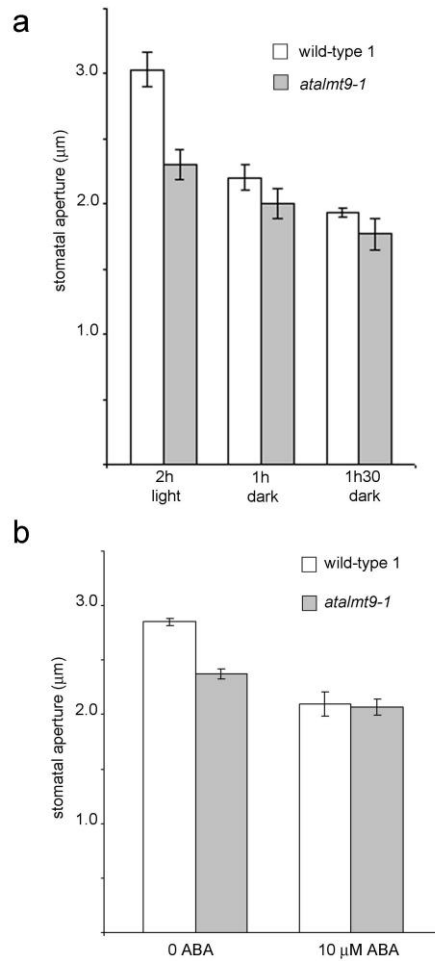 a
wild-type 1
atalmt9-1
stomatal aperture (μm)
3.0
2.0
1.0
2h light
1h dark
1h30 dark
b
wild-type 1
atalmt9-1
stomatal aperture (μm)
3.0
2.0
1.0
0 ABA
10 μM ABA